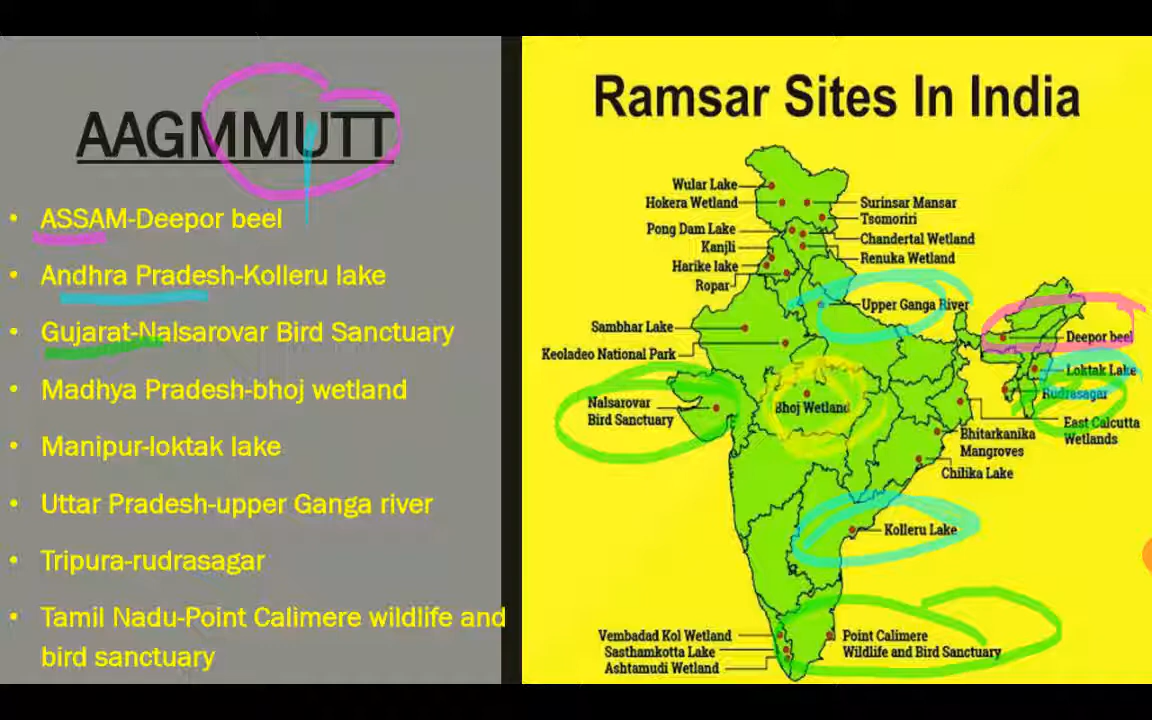 AAGMMUTT
• ASSAM-Deepor beel
• Andhra Pradesh-Kolleru lake
• Gujarat-Nalsarovar Bird Sanctuary
• Madhya Pradesh-bhoj wetland
• Manipur-loktak lake
• Uttar Pradesh-upper Ganga river
• Tripura-rudrasagar
• Tamil Nadu-Point Calimere wildlife and
bird sanctuary
Ramsar Sites In India
Wular Lake
Hokera Wetland
Surinsar Mansar
Tsomoriri
Pong Dam Lake
Chandertal Wetland
Kanjli
Renuka Wetland
Harike lake
Ropar
Upper Ganga River
Sambhar Lake
Deepor beel
Keoladeo National Park
Loktak Lake
Rudrasagar
Nalsarovar
Bird Sanctuary
Bhoj Wetland
East Calcutta
Wetlands
Bhitarkanika
Mangroves
Chilika Lake
Kolleru Lake
Vembadad Kol Wetland
Sasthamkotta Lake
Ashtamudi Wetland
Point Calimere
Wildlife and Bird Sanctuary